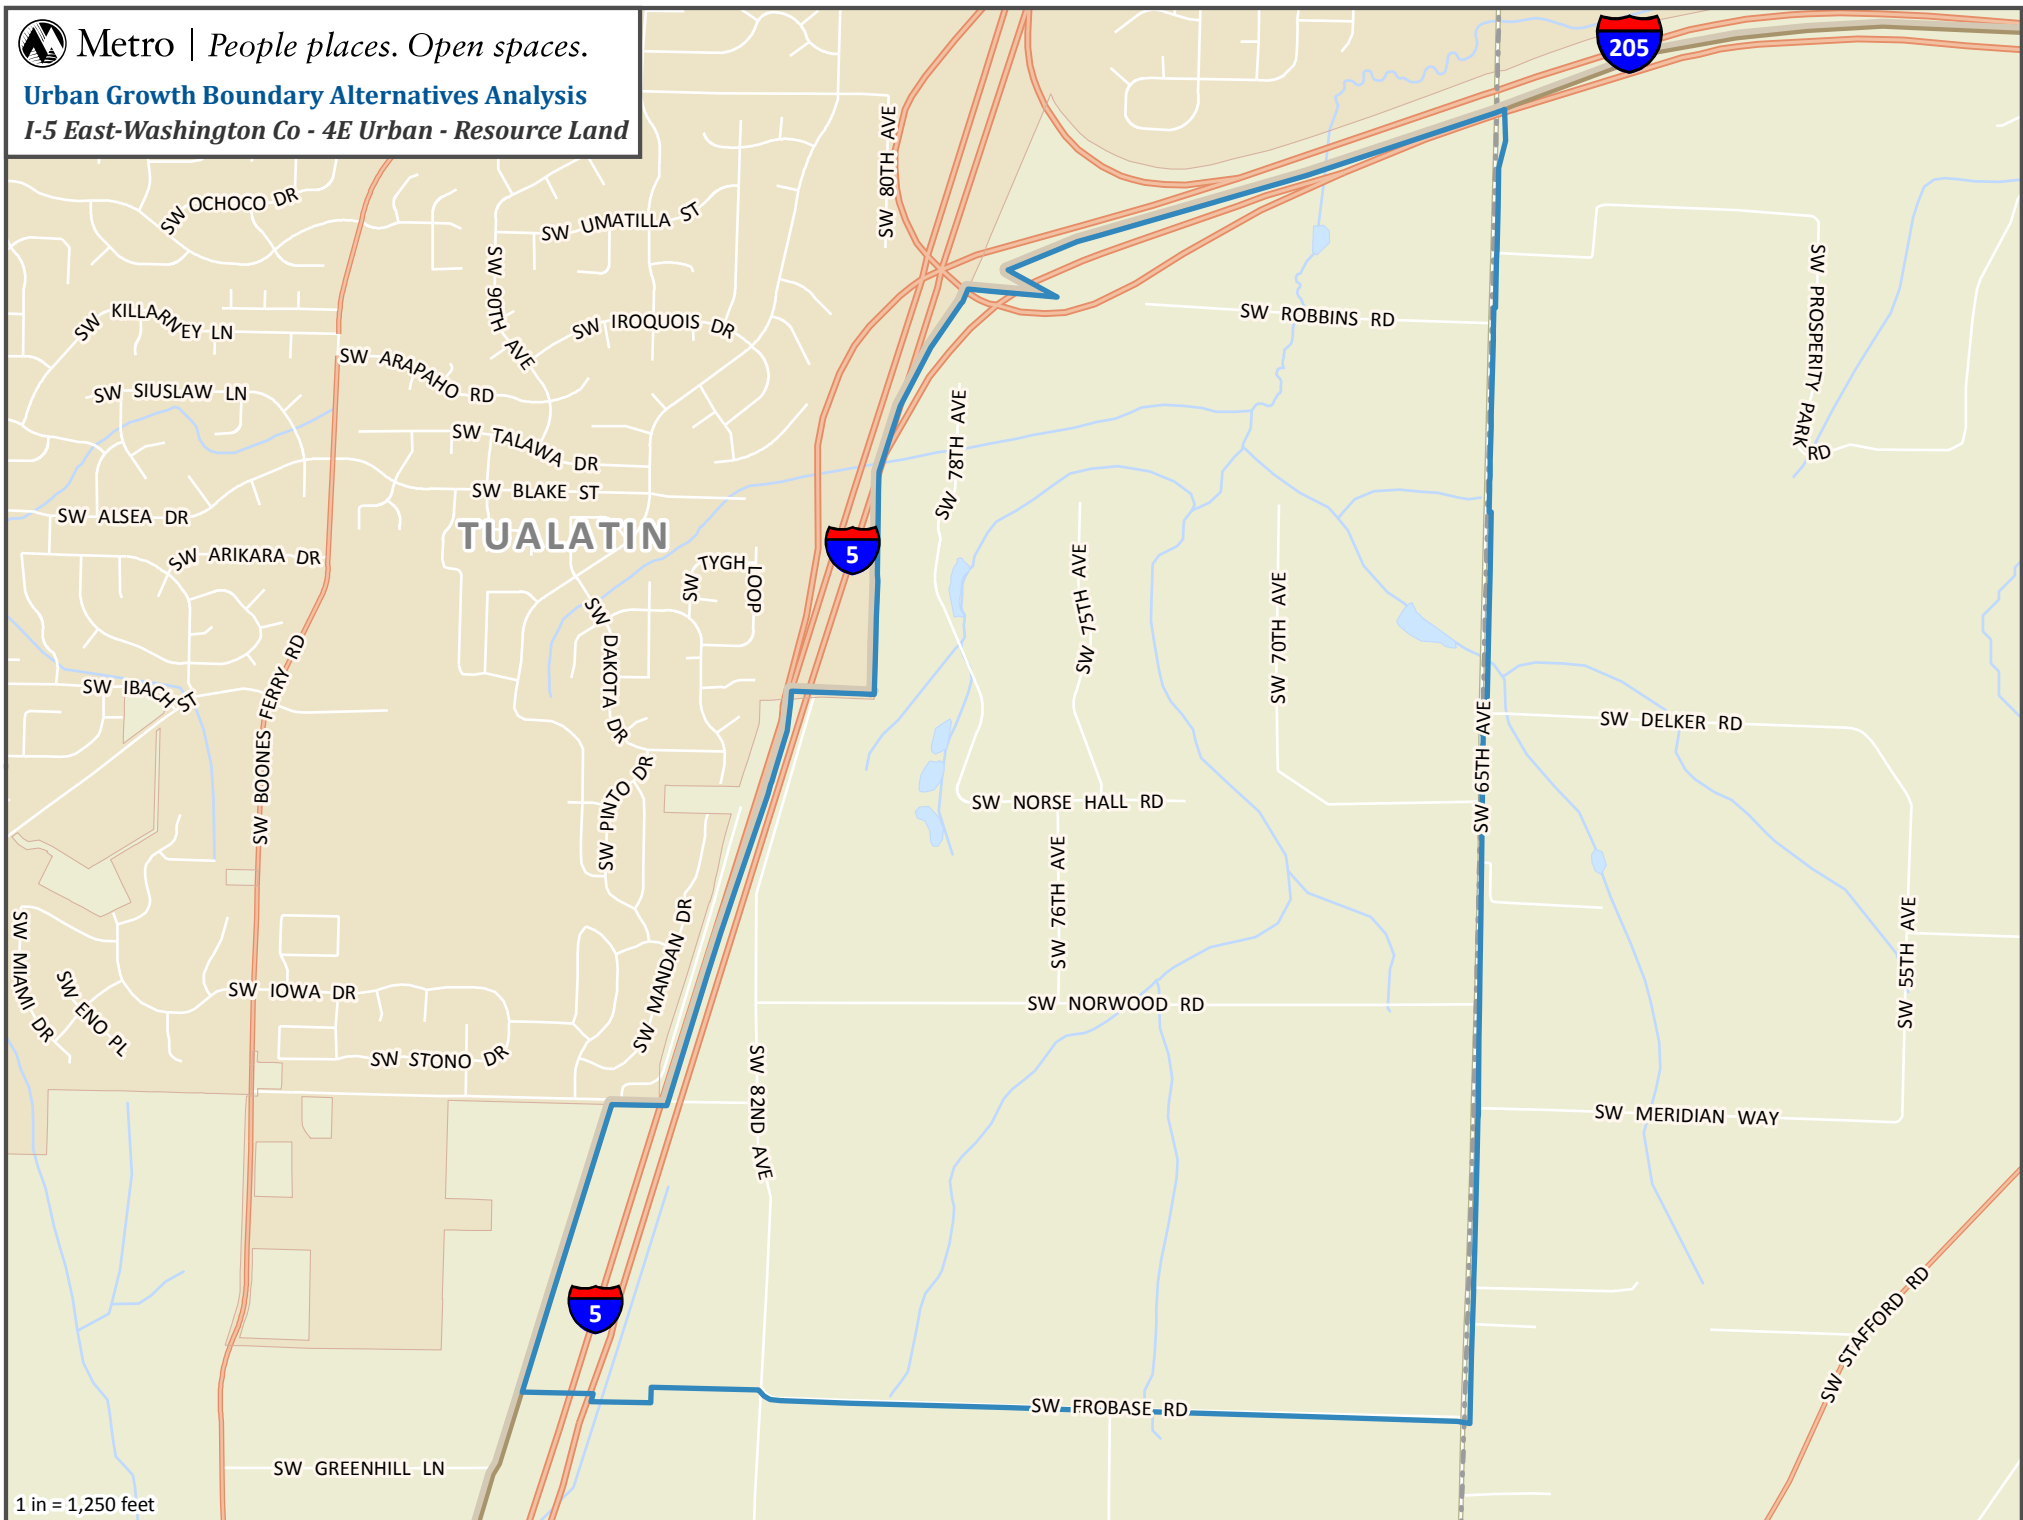 Metro | People places. Open spaces.
Urban Growth Boundary Alternatives Analysis
I-5 East-Washington Co - 4E Urban - Resource Land
205
SW 80TH AVE
SW OCHOCO DR
SW UMATILLA ST
SW 90TH AVE
SW PROSPERITY PARK RD
SW KILLARNEY LN
SW IROQUOIS DR
SW ROBBINS RD
SW ARAPAHO RD
SW SIUSLAW LN
SW 78TH AVE
SW TALAWA DR
SW BLAKE ST
SW ALSEA DR
TUALATIN
SW ARIKARA DR
5
SW TYGH LOOP
SW 75TH AVE
SW 70TH AVE
SW DAKOTA DR
SW BOONES FERRY RD
SW IBACH ST
SW 65TH AVE
SW DELKER RD
SW PINTO DR
SW NORSE HALL RD
SW 76TH AVE
SW MANDAN DR
SW 55TH AVE
SW MIAMI DR
SW ENO PL
SW IOWA DR
SW NORWOOD RD
SW STONO DR
SW 82ND AVE
SW MERIDIAN WAY
5
SW STAFFORD RD
SW FROBASE RD
SW GREENHILL LN
1 in = 1,250 feet